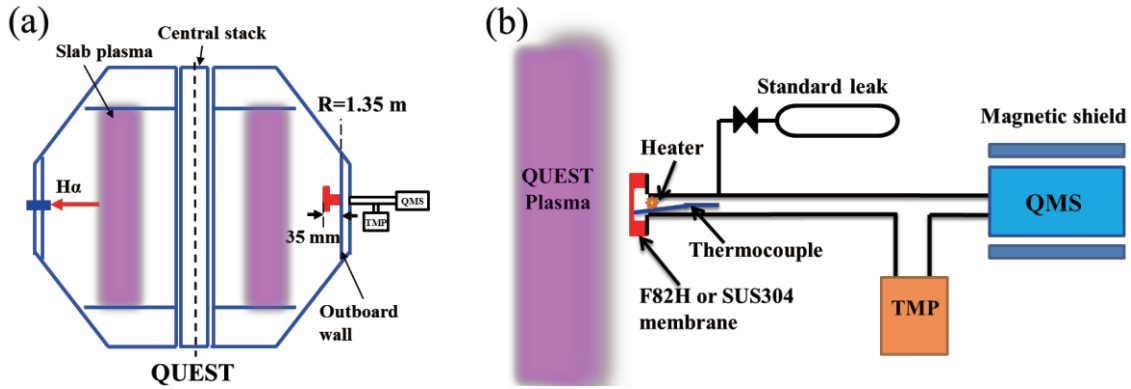 (a)
Central stack
Slab plasma
R=1.35 m
Hα
QMS
TMP
35 mm
Outboard
wall
QUEST
(b)
Standard leak
Magnetic shield
Heater
QUEST
Plasma
QMS
Thermocouple
F82H or SUS304
membrane
TMP